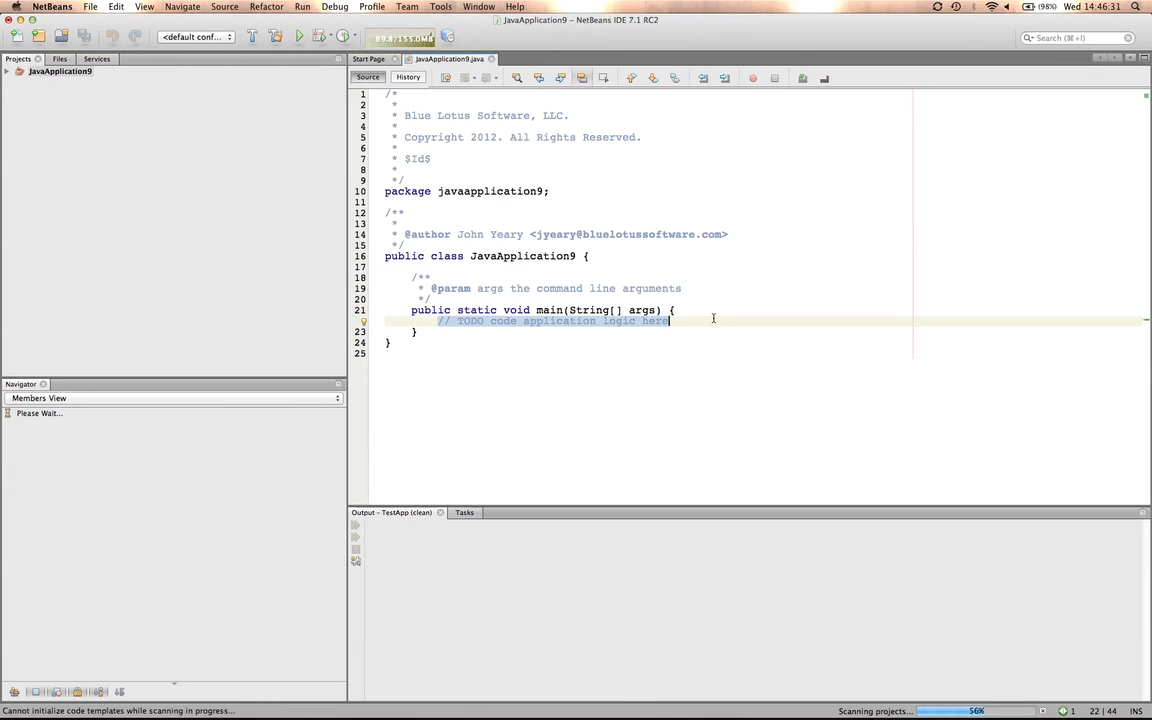 NetBeans File Edit View Navigate Source Refactor Run Debug Profile Team Tools Window Help (98%) Wed 14:46:31
JavaApplication9 – NetBeans IDE 7.1 RC2
<default conf... 89.8/155.0MB Search (⌘+I)
Projects Files Services
JavaApplication9
Start Page JavaApplication9.java
Source History
1 /*
2 *
3 * Blue Lotus Software, LLC.
4 *
5 * Copyright 2012. All Rights Reserved.
6 *
7 * $Id$
8 *
9 */
10 package javaapplication9;
11
12 /**
13 *
14 * @author John Yeary <jyeary@bluelotussoftware.com>
15 */
16 public class JavaApplication9 {
17
18 /**
19 * @param args the command line arguments
20 */
21 public static void main(String[] args) {
// TODO code application logic here
23 }
24 }
25
Navigator
Members View
Please Wait...
Output – TestApp (clean) Tasks
Cannot initialize code templates while scanning in progress... Scanning projects... 56% 1 22 | 44 INS